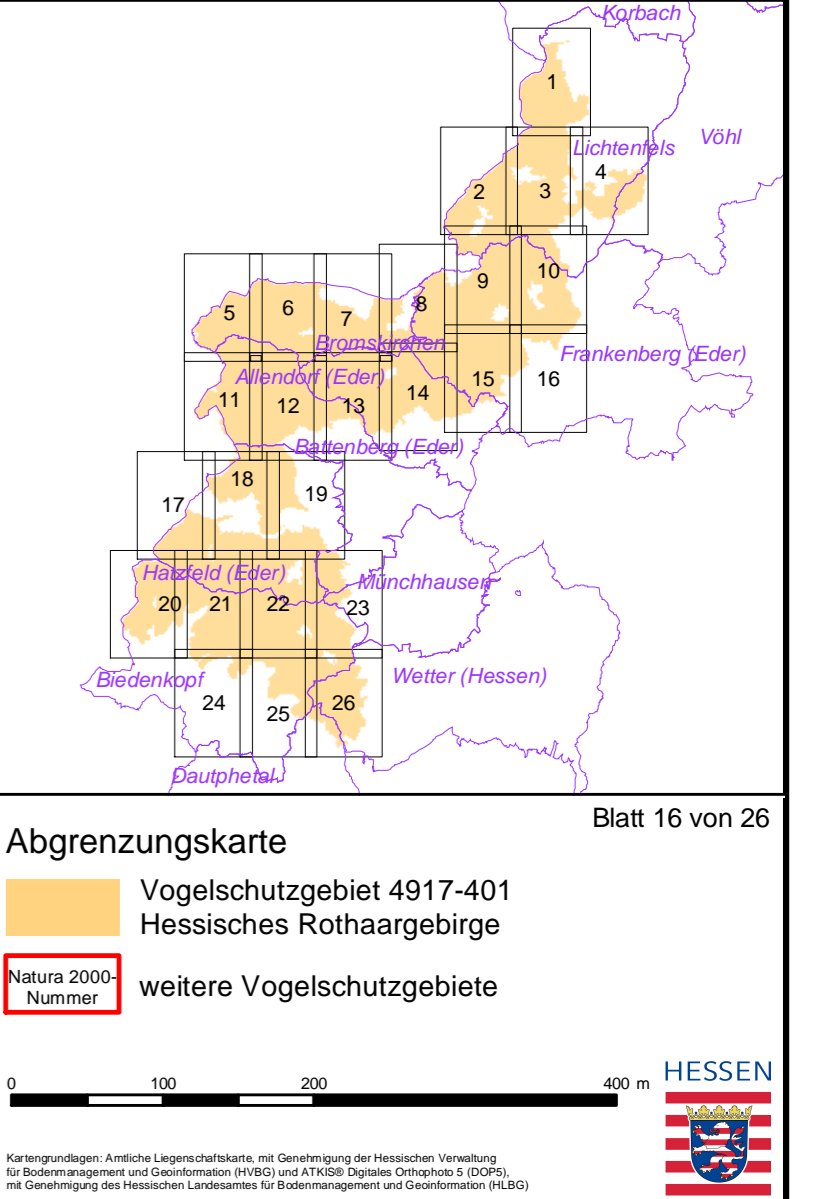 Korbach
1
Vöhl
Lichtenfels
4
2
3
10
9
8
5
6
7
Bromskirchen
Frankenberg (Eder)
Allendorf (Eder)
15
16
14
11
12
13
Battenberg (Eder)
18
19
17
Hatzfeld (Eder)
Münchhausen
20
21
22
23
Biedenkopf
Wetter (Hessen)
24
25
26
Dautphetal
Blatt 16 von 26
Abgrenzungskarte
Vogelschutzgebiet 4917-401
Hessisches Rothaargebirge
Natura 2000-
Nummer
weitere Vogelschutzgebiete
HESSEN
0 100 200 400 m
Kartengrundlagen: Amtliche Liegenschaftskarte, mit Genehmigung der Hessischen Verwaltung
für Bodenmanagement und Geoinformation (HVBG) und ATKIS® Digitales Orthophoto 5 (DOP5),
mit Genehmigung des Hessischen Landesamtes für Bodenmanagement und Geoinformation (HLBG)